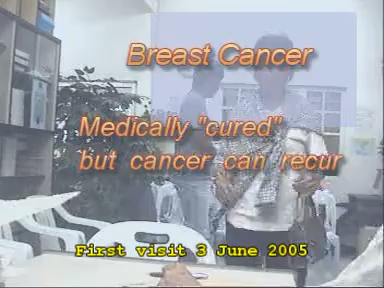 Breast Cancer
Medically "cured"
but cancer can recur
First visit 3 June 2005